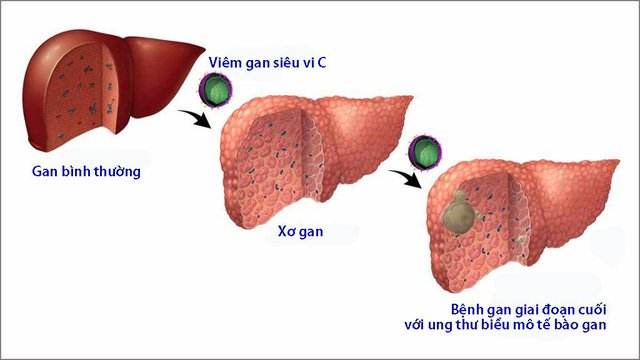 Viêm gan siêu vi C
Gan bình thường
Xơ gan
Bệnh gan giai đoạn cuối
với ung thư biểu mô tế bào gan